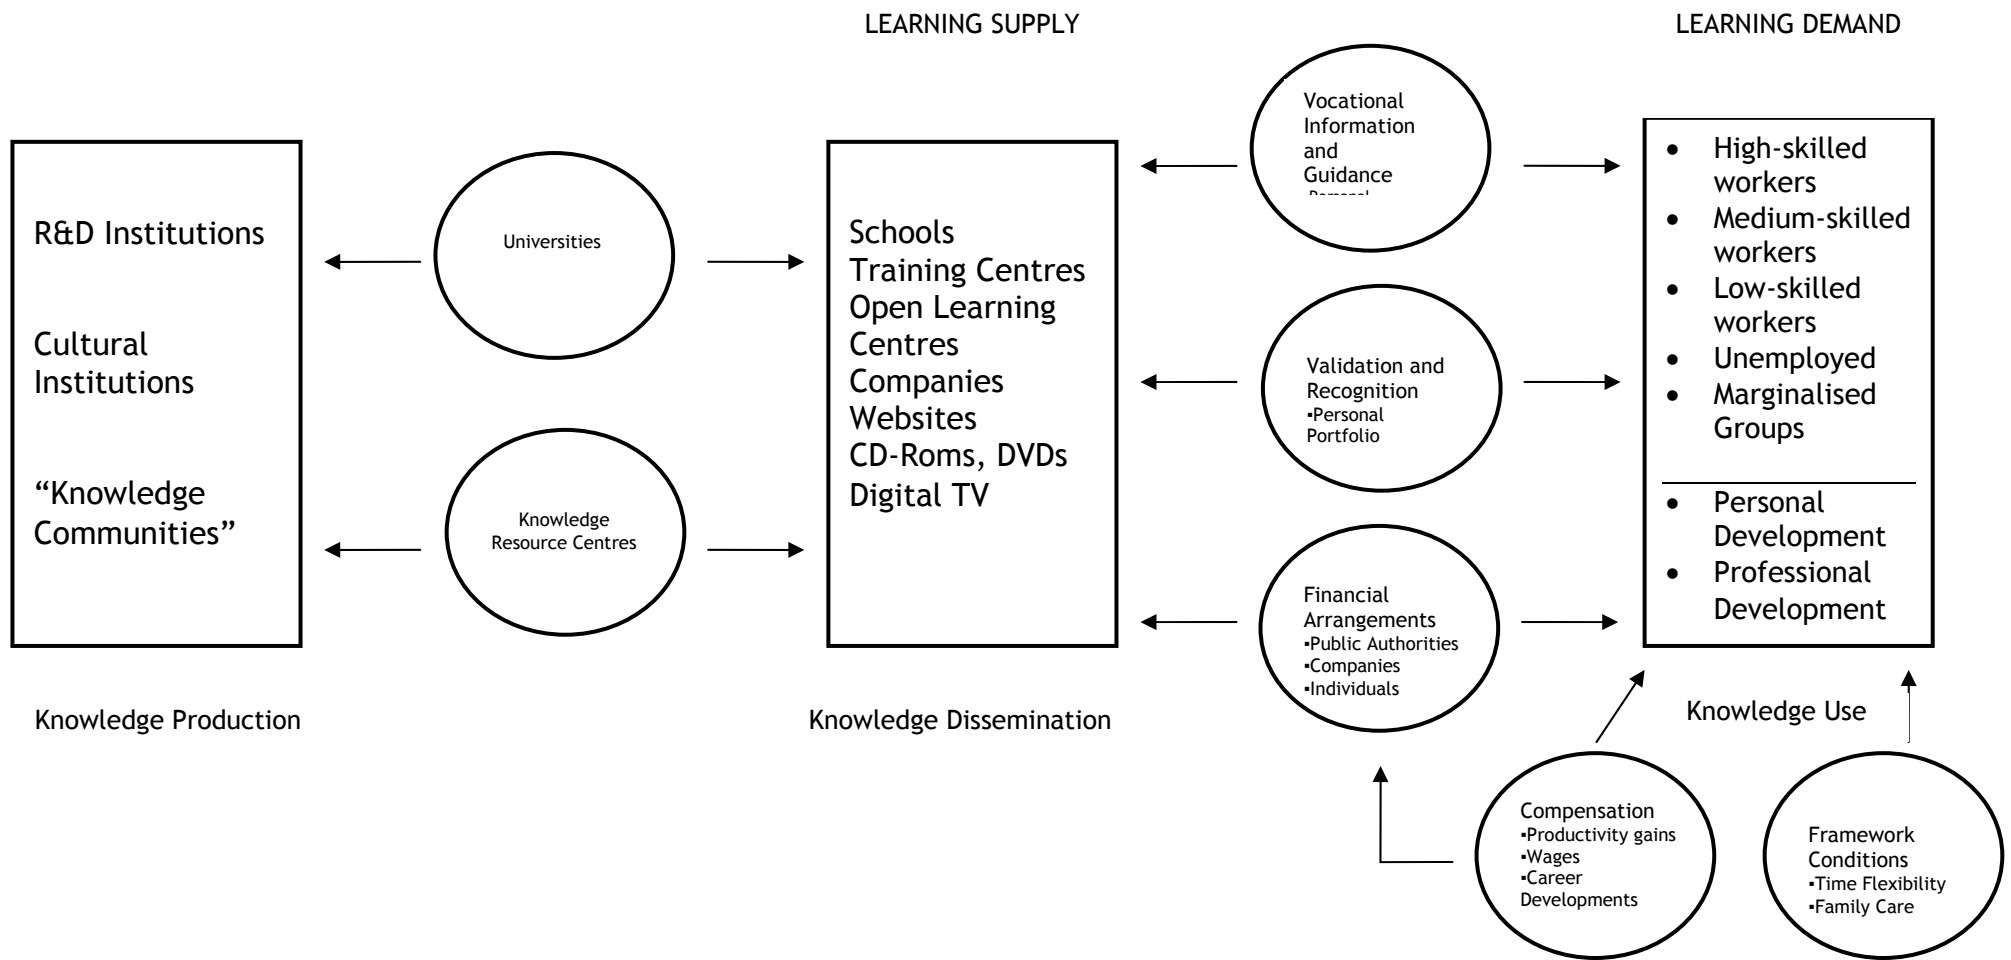 LEARNING SUPPLY
LEARNING DEMAND
R&D Institutions
Cultural
Institutions
“Knowledge
Communities”
Knowledge Production
Universities
Knowledge
Resource Centres
Schools
Training Centres
Open Learning
Centres
Companies
Websites
CD-Roms, DVDs
Digital TV
Knowledge Dissemination
Vocational
Information
and
Guidance
Validation and
Recognition
▪Personal
Portfolio
Financial
Arrangements
▪Public Authorities
▪Companies
▪Individuals
• High-skilled
workers
• Medium-skilled
workers
• Low-skilled
workers
• Unemployed
• Marginalised
Groups
• Personal
Development
• Professional
Development
Knowledge Use
Compensation
▪Productivity gains
▪Wages
▪Career
Developments
Framework
Conditions
▪Time Flexibility
▪Family Care